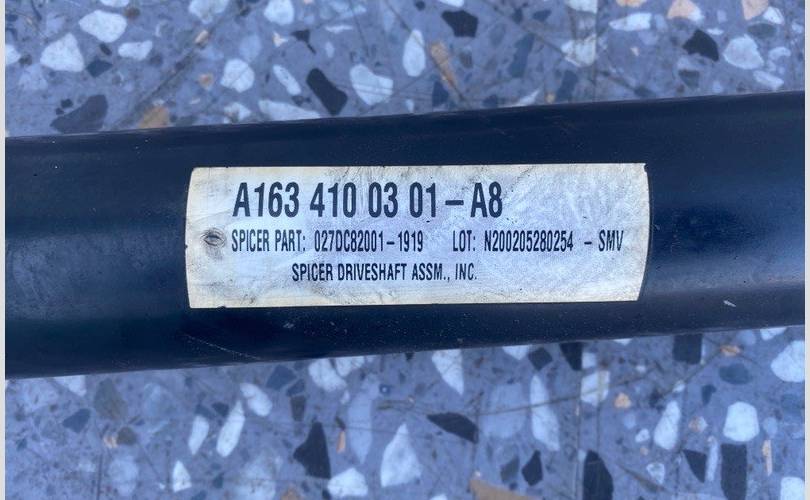 A163 410 03 01 – A8
SPICER PART: 027DC82001-1919 LOT: N200205280254 - SMV
SPICER DRIVESHAFT ASSM., INC.